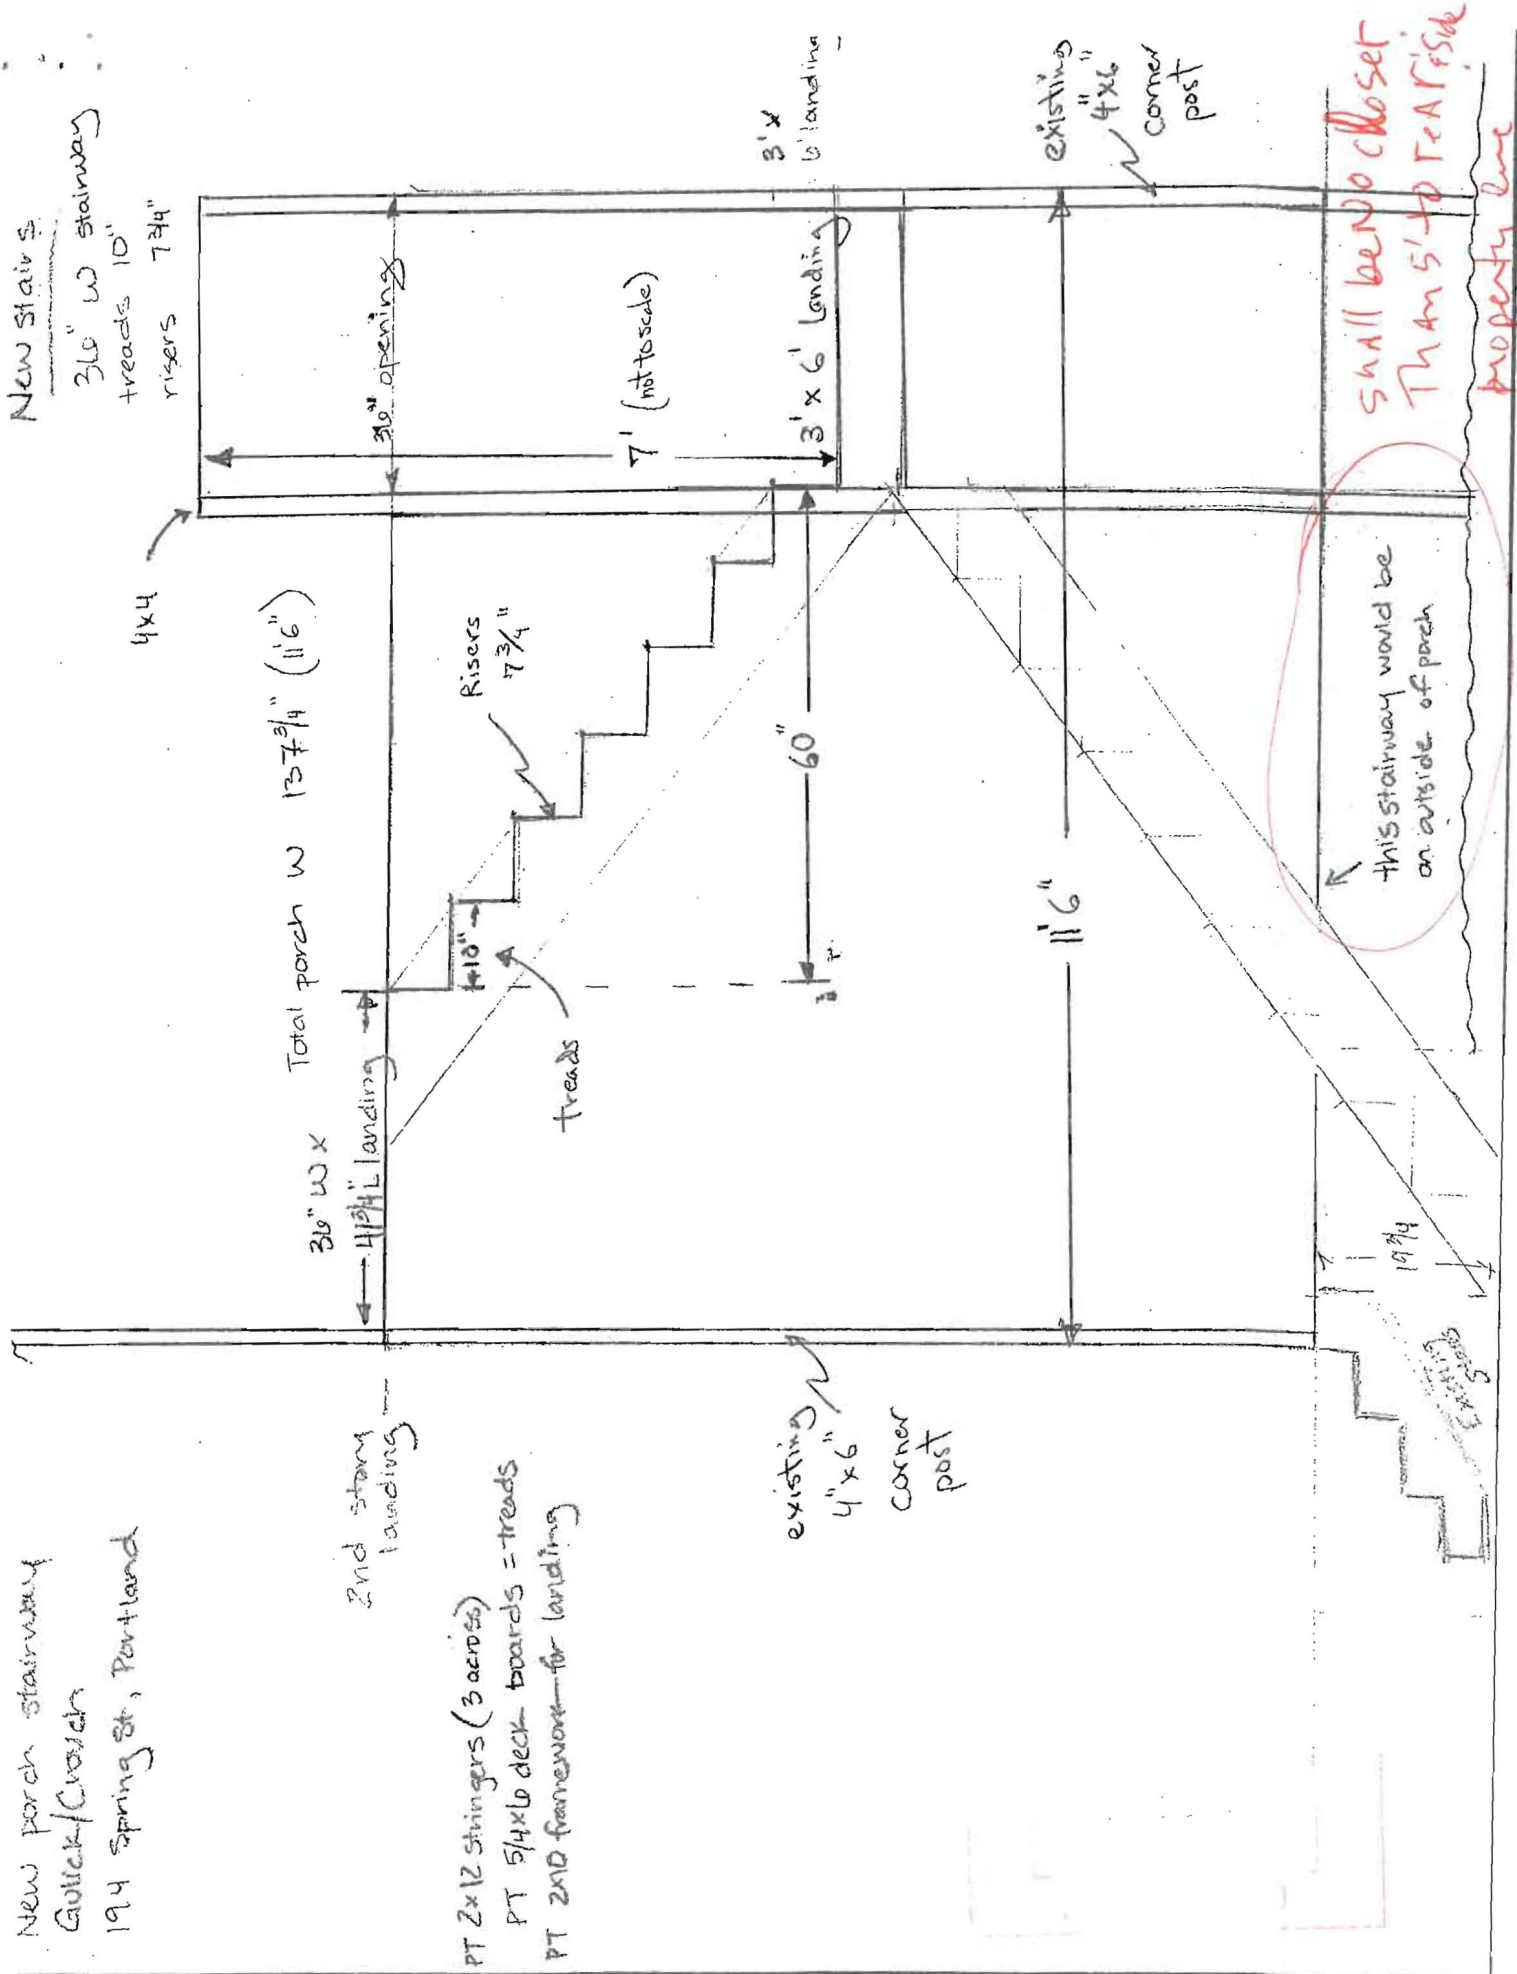 New porch stairway
Gulick/
194 Spring St, Portland
New Stairs
36" W stairway
treads 10"
risers 7 3/4"
4x4
Total porch W 137 3/4" (11'6")
36" W x
41 3/4" L landing
2nd story
landing
36" opening
7' (not to scale)
3' x 6' Landing
3' x
6' landing
Risers
7 3/4"
10"
treads
60"
PT 2x12 stringers (3 across)
PT 5/4x6 deck boards = treads
PT 2x10 framework for landing
existing
4"x6"
corner
post
11'6"
existing
4"x6"
corner
post
19 3/4
Existing
this stairway would be
on outside of porch
Shall be NO Closer
Than 5' to reAr
property line